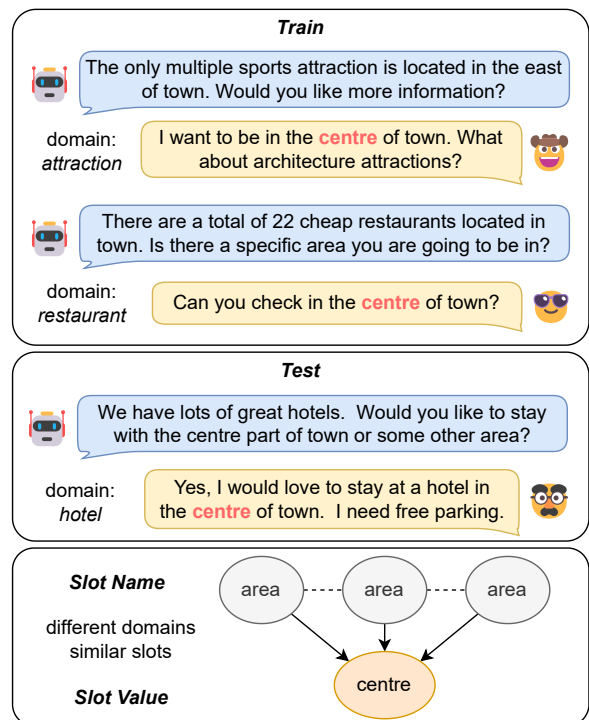 Train
The only multiple sports attraction is located in the east
of town. Would you like more information?
domain:
attraction
I want to be in the centre of town. What
about architecture attractions?
There are a total of 22 cheap restaurants located in
town. Is there a specific area you are going to be in?
domain:
restaurant
Can you check in the centre of town?
Test
We have lots of great hotels.  Would you like to stay
with the centre part of town or some other area?
domain:
hotel
Yes, I would love to stay at a hotel in
the centre of town.  I need free parking.
Slot Name
area
area
area
different domains
similar slots
Slot Value
centre